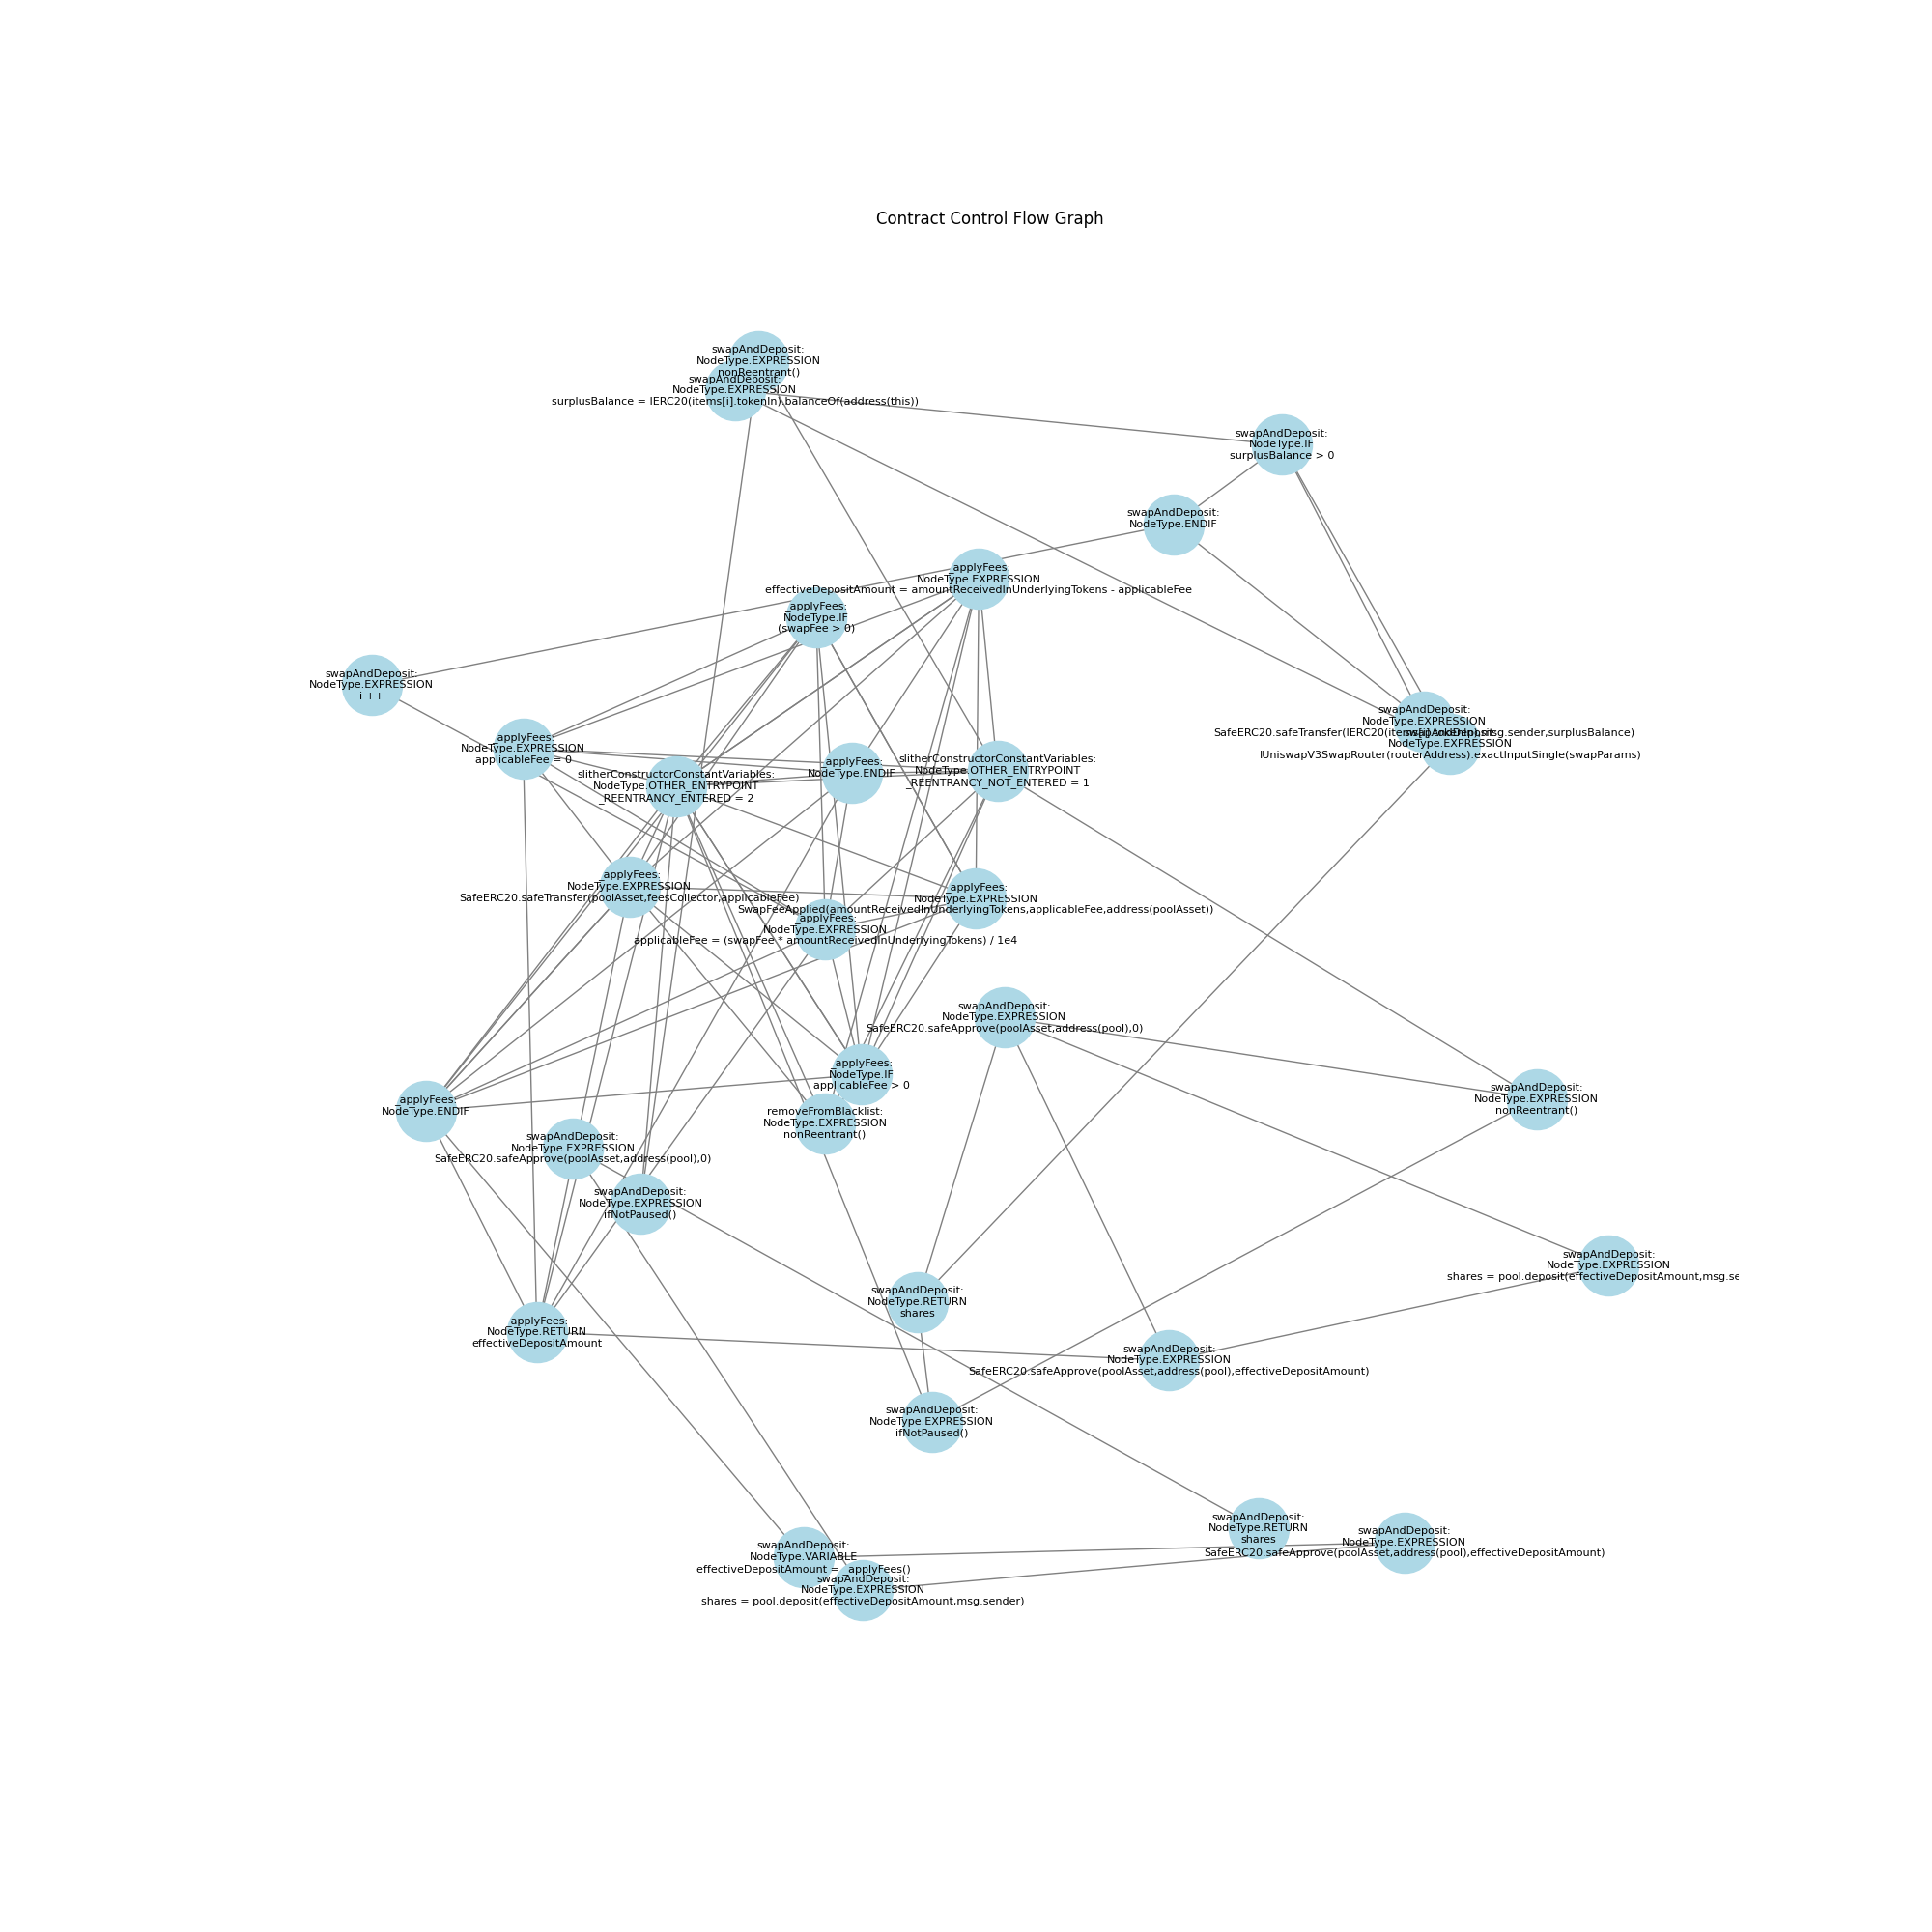 Contract Control Flow Graph
swapAndDeposit:
NodeType.EXPRESSION
nonReentrant()
swapAndDeposit:
NodeType.EXPRESSION
surplusBalance = IERC20(items[i].tokenIn).balanceOf(address(this))
swapAndDeposit:
NodeType.IF
surplusBalance > 0
swapAndDeposit:
NodeType.ENDIF
_applyFees:
NodeType.EXPRESSION
effectiveDepositAmount = amountReceivedInUnderlyingTokens - applicableFee
_applyFees:
NodeType.IF
(swapFee > 0)
swapAndDeposit:
NodeType.EXPRESSION
i ++
swapAndDeposit:
NodeType.EXPRESSION
SafeERC20.safeTransfer(IERC20(items[i].tokenIn),msg.sender,surplusBalance)
swapAndDeposit:
NodeType.EXPRESSION
IUniswapV3SwapRouter(routerAddress).exactInputSingle(swapParams)
_applyFees:
NodeType.EXPRESSION
applicableFee = 0
slitherConstructorConstantVariables:
NodeType.OTHER_ENTRYPOINT
_REENTRANCY_ENTERED = 2
_applyFees:
NodeType.ENDIF
slitherConstructorConstantVariables:
NodeType.OTHER_ENTRYPOINT
_REENTRANCY_NOT_ENTERED = 1
_applyFees:
NodeType.EXPRESSION
SafeERC20.safeTransfer(poolAsset,feesCollector,applicableFee)
_applyFees:
NodeType.EXPRESSION
SwapFeeApplied(amountReceivedInUnderlyingTokens,applicableFee,address(poolAsset))
_applyFees:
NodeType.EXPRESSION
applicableFee = (swapFee * amountReceivedInUnderlyingTokens) / 1e4
swapAndDeposit:
NodeType.EXPRESSION
SafeERC20.safeApprove(poolAsset,address(pool),0)
_applyFees:
NodeType.IF
applicableFee > 0
swapAndDeposit:
NodeType.EXPRESSION
nonReentrant()
_applyFees:
NodeType.ENDIF
removeFromBlacklist:
NodeType.EXPRESSION
nonReentrant()
swapAndDeposit:
NodeType.EXPRESSION
SafeERC20.safeApprove(poolAsset,address(pool),0)
swapAndDeposit:
NodeType.EXPRESSION
ifNotPaused()
swapAndDeposit:
NodeType.EXPRESSION
shares = pool.deposit(effectiveDepositAmount,msg.se
swapAndDeposit:
NodeType.RETURN
shares
_applyFees:
NodeType.RETURN
effectiveDepositAmount
swapAndDeposit:
NodeType.EXPRESSION
SafeERC20.safeApprove(poolAsset,address(pool),effectiveDepositAmount)
swapAndDeposit:
NodeType.EXPRESSION
ifNotPaused()
swapAndDeposit:
NodeType.RETURN
shares
swapAndDeposit:
NodeType.EXPRESSION
SafeERC20.safeApprove(poolAsset,address(pool),effectiveDepositAmount)
swapAndDeposit:
NodeType.VARIABLE
effectiveDepositAmount = _applyFees()
swapAndDeposit:
NodeType.EXPRESSION
shares = pool.deposit(effectiveDepositAmount,msg.sender)